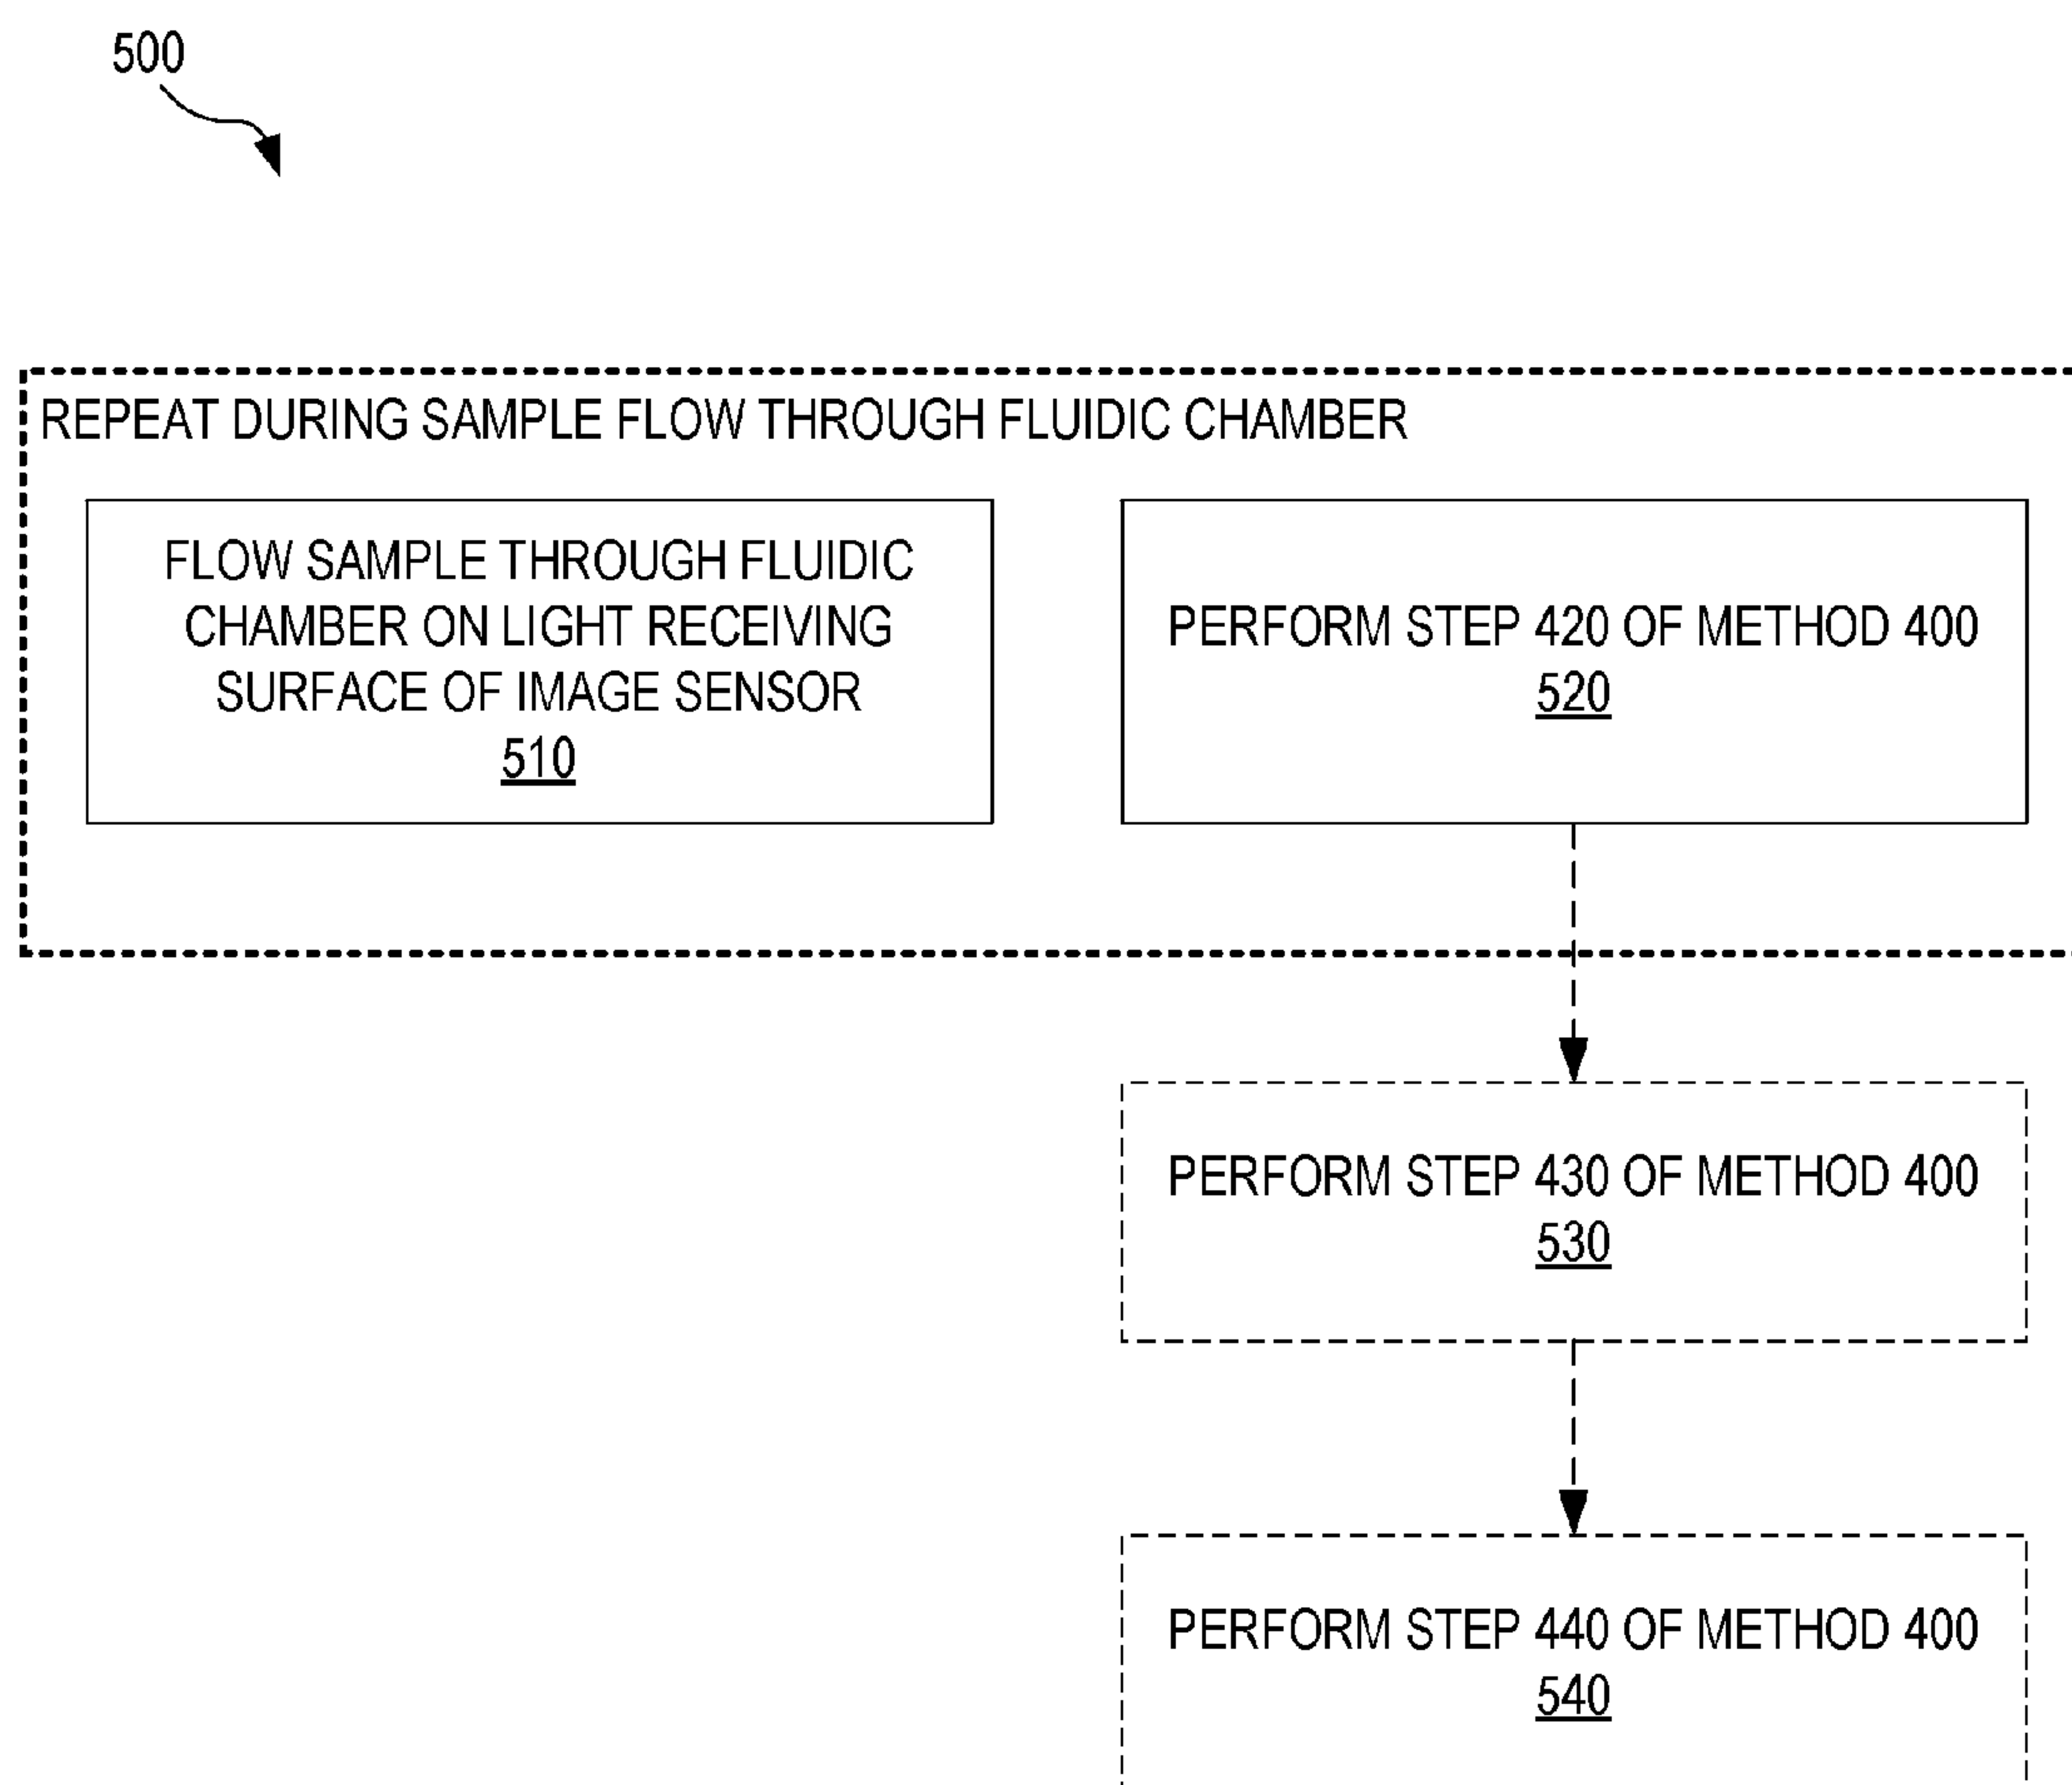 500
REPEAT DURING SAMPLE FLOW THROUGH FLUIDIC CHAMBER
FLOW SAMPLE THROUGH FLUIDIC
CHAMBER ON LIGHT RECEIVING
SURFACE OF IMAGE SENSOR
510
PERFORM STEP 420 OF METHOD 400
520
PERFORM STEP 430 OF METHOD 400
530
PERFORM STEP 440 OF METHOD 400
540